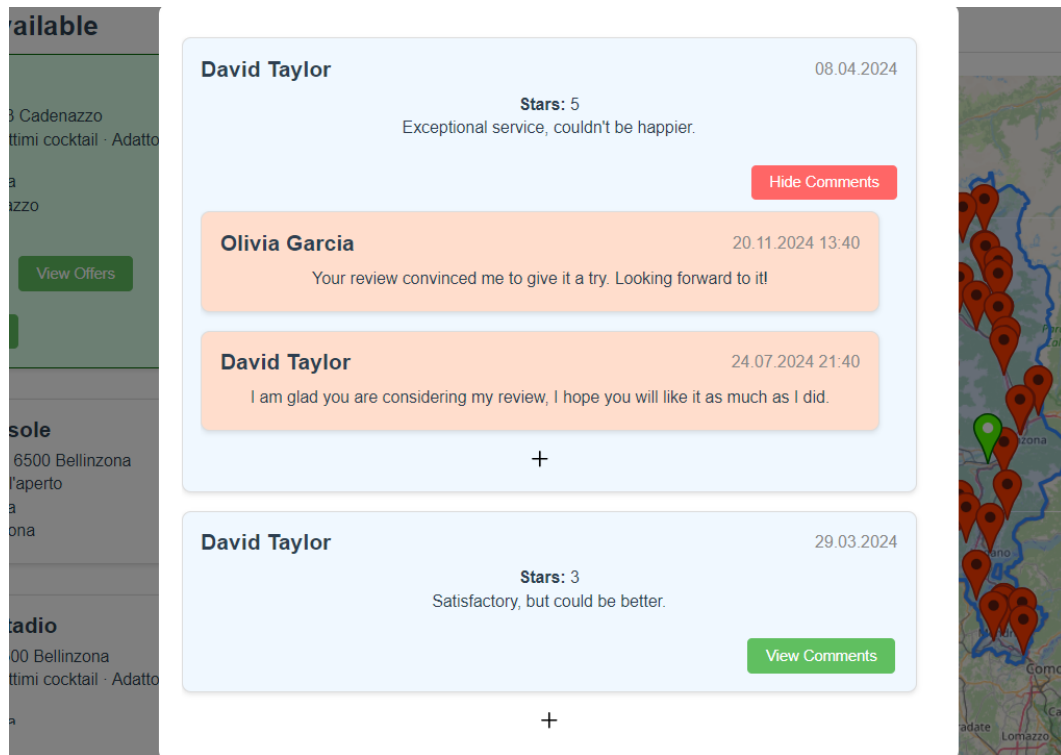 David Taylor
08.04.2024
Stars: 5
Exceptional service, couldn't be happier.
Hide Comments
Olivia Garcia
20.11.2024 13:40
Your review convinced me to give it a try. Looking forward to it!
David Taylor
24.07.2024 21:40
I am glad you are considering my review, I hope you will like it as much as I did.
+
David Taylor
29.03.2024
Stars: 3
Satisfactory, but could be better.
View Comments
+
vailable
3 Cadenazzo
ttimi cocktail · Adatto
a
azzo
View Offers
sole
6500 Bellinzona
l'aperto
a
ona
tadio
00 Bellinzona
ttimi cocktail · Adatto
a
zona
ano
Como
adate
Lomazzo